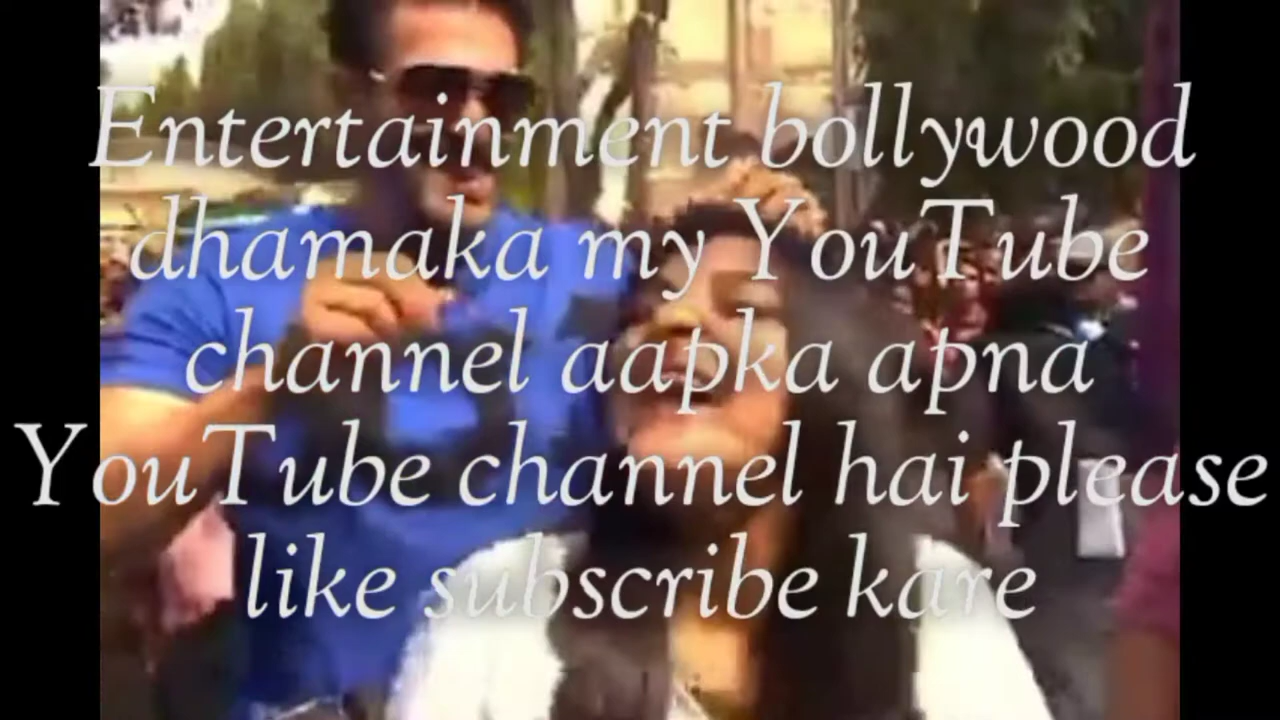 Entertainment bollywood
dhamaka my YouTube
channel aapka apna
YouTube channel hai please
like subscribe kare